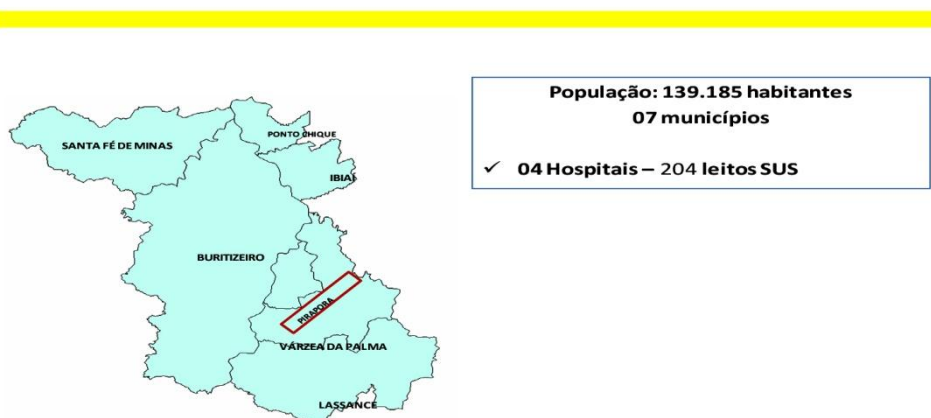 População: 139.185 habitantes
07 municípios
✓ 04 Hospitais – 204 leitos SUS
PONTO CHIQUE
SANTA FÉ DE MINAS
IBIAÍ
BURITIZEIRO
PIRAPORA
VÁRZEA DA PALMA
LASSANCE